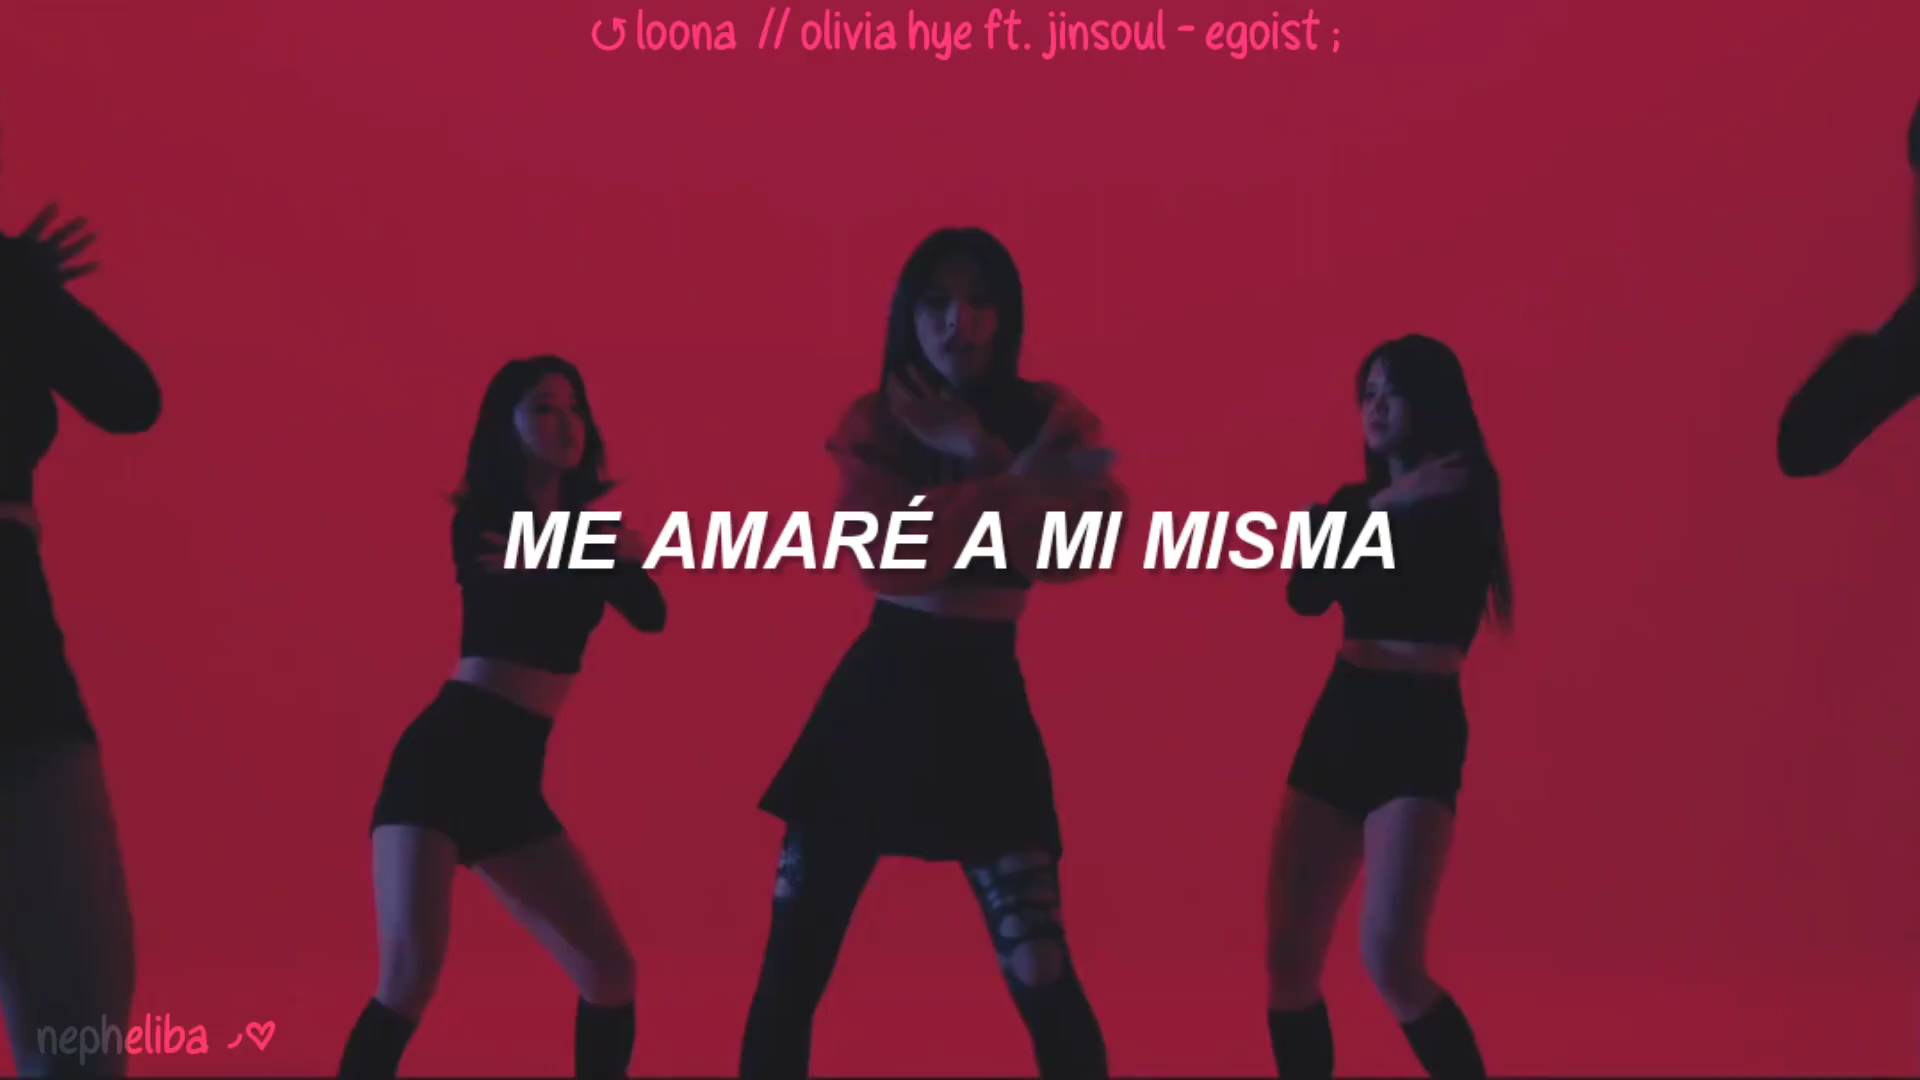 ↺ loona // olivia hye ft. jinsoul - egoist ;
ME AMARÉ A MI MISMA
nepheliba ♡